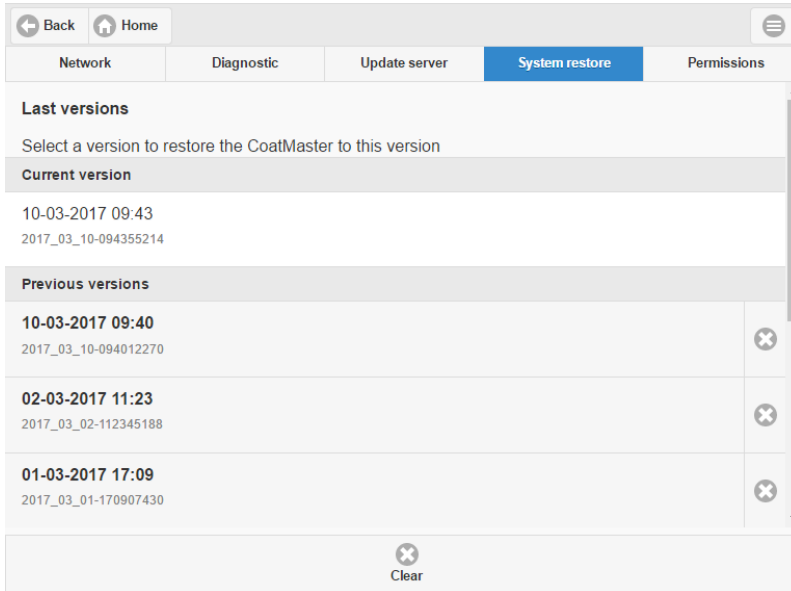 Back Home
Network Diagnostic Update server System restore Permissions
Last versions
Select a version to restore the CoatMaster to this version
Current version
10-03-2017 09:43
2017_03_10-094355214
Previous versions
10-03-2017 09:40
2017_03_10-094012270
02-03-2017 11:23
2017_03_02-112345188
01-03-2017 17:09
2017_03_01-170907430
Clear